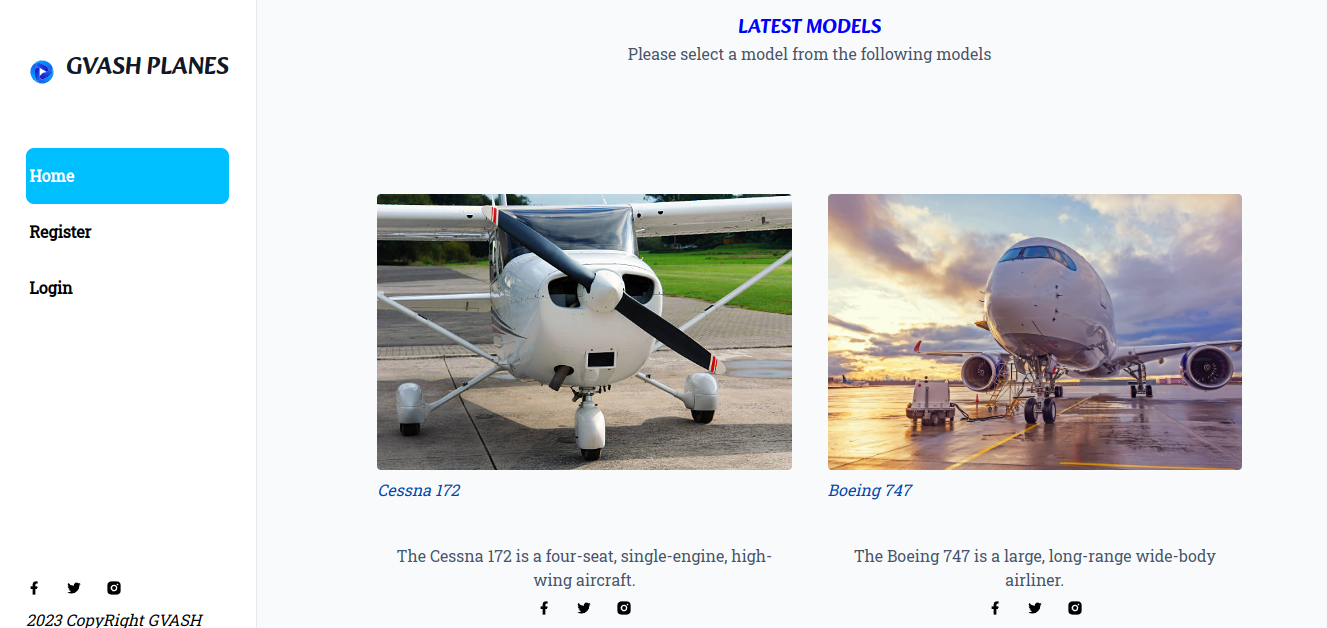 GVASH PLANES
Home
Register
Login
2023 CopyRight GVASH
LATEST MODELS
Please select a model from the following models
Cessna 172
The Cessna 172 is a four-seat, single-engine, high-
wing aircraft.
Boeing 747
The Boeing 747 is a large, long-range wide-body
airliner.